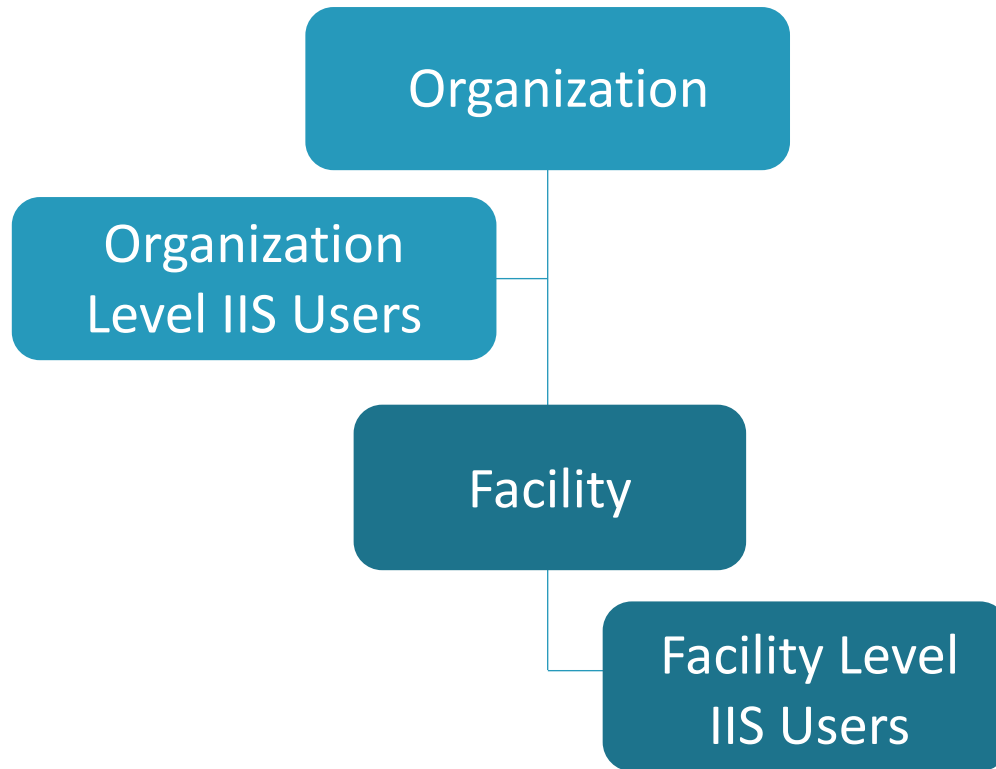 Organization
Organization
Level IIS Users
Facility
Facility Level
IIS Users